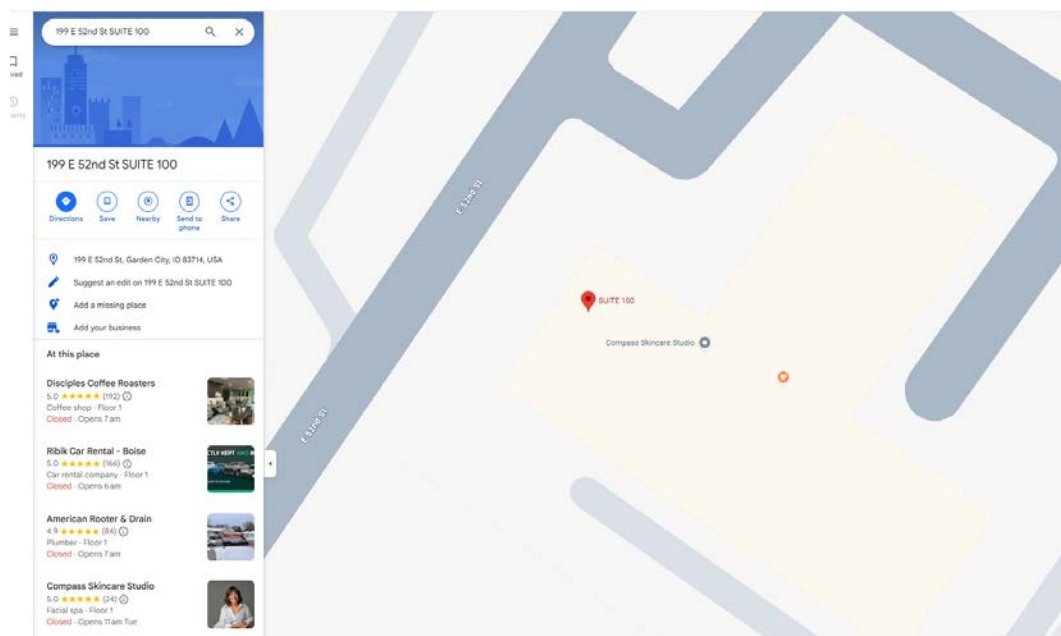 199 E 52nd St SUITE 100
199 E 52nd St SUITE 100
Directions
Save
Nearby
Send to
phone
Share
199 E 52nd St, Garden City, ID 83714, USA
Suggest an edit on 199 E 52nd St SUITE 100
Add a missing place
Add your business
At this place
Disciples Coffee Roasters
5.0 ★★★★★ (192)
Coffee shop · Floor 1
Closed · Opens 7 am
Ribik Car Rental - Boise
5.0 ★★★★★ (166)
Car rental company · Floor 1
Closed · Opens 6 am
American Rooter & Drain
4.9 ★★★★★ (84)
Plumber · Floor 1
Closed · Opens 7 am
Compass Skincare Studio
5.0 ★★★★★ (24)
Facial spa · Floor 1
Closed · Opens 11 am Tue
E 52nd St
SUITE 100
Compass Skincare Studio
E 52nd St